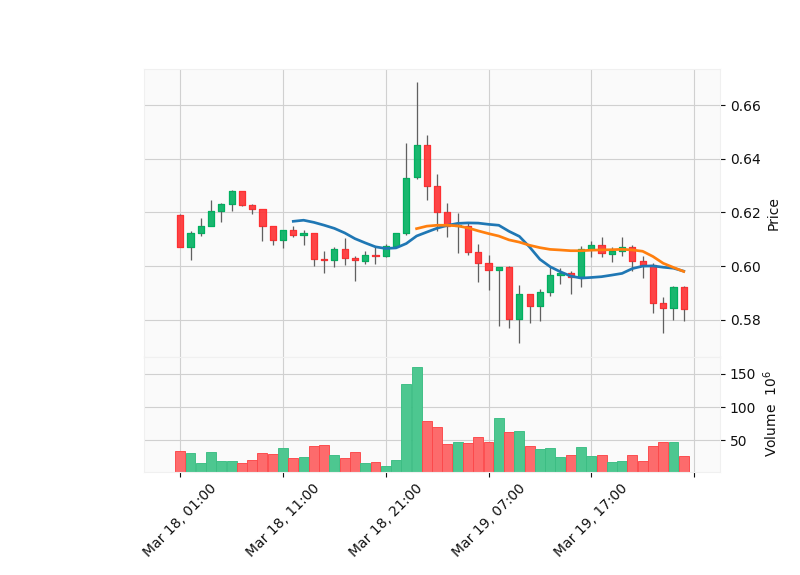 0.66
0.64
0.62
0.60
0.58
Price
150
100
50
Volume 10^6
Mar 18, 01:00
Mar 18, 11:00
Mar 18, 21:00
Mar 19, 07:00
Mar 19, 17:00